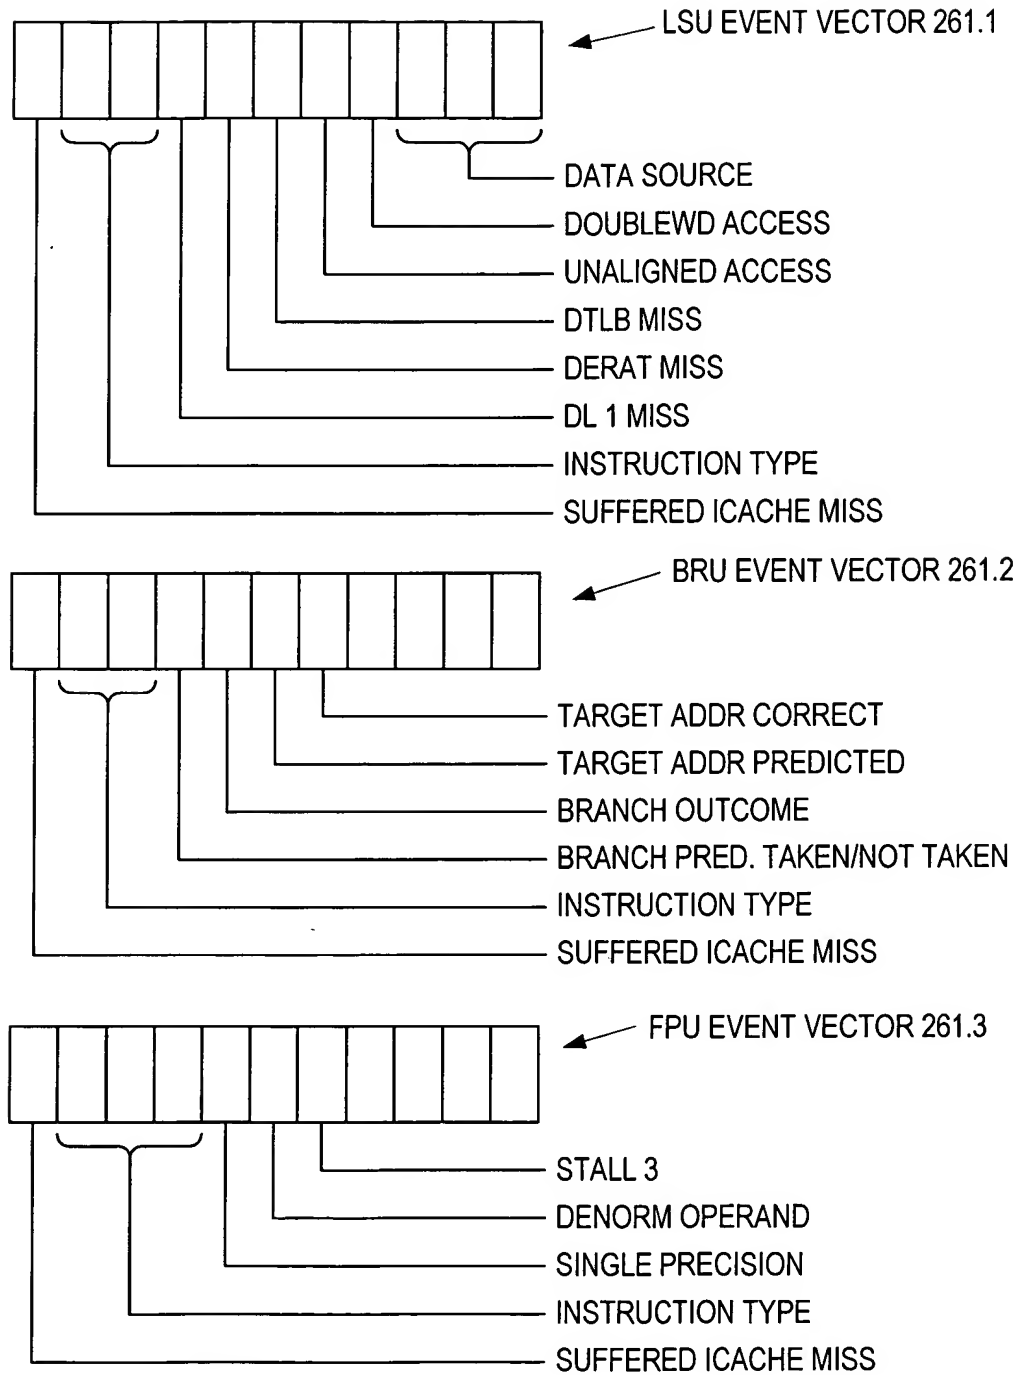 LSU EVENT VECTOR 261.1
DATA SOURCE
DOUBLEWD ACCESS
UNALIGNED ACCESS
DTLB MISS
DERAT MISS
DL 1 MISS
INSTRUCTION TYPE
SUFFERED ICACHE MISS
BRU EVENT VECTOR 261.2
TARGET ADDR CORRECT
TARGET ADDR PREDICTED
BRANCH OUTCOME
BRANCH PRED. TAKEN/NOT TAKEN
INSTRUCTION TYPE
SUFFERED ICACHE MISS
FPU EVENT VECTOR 261.3
STALL 3
DENORM OPERAND
SINGLE PRECISION
INSTRUCTION TYPE
SUFFERED ICACHE MISS